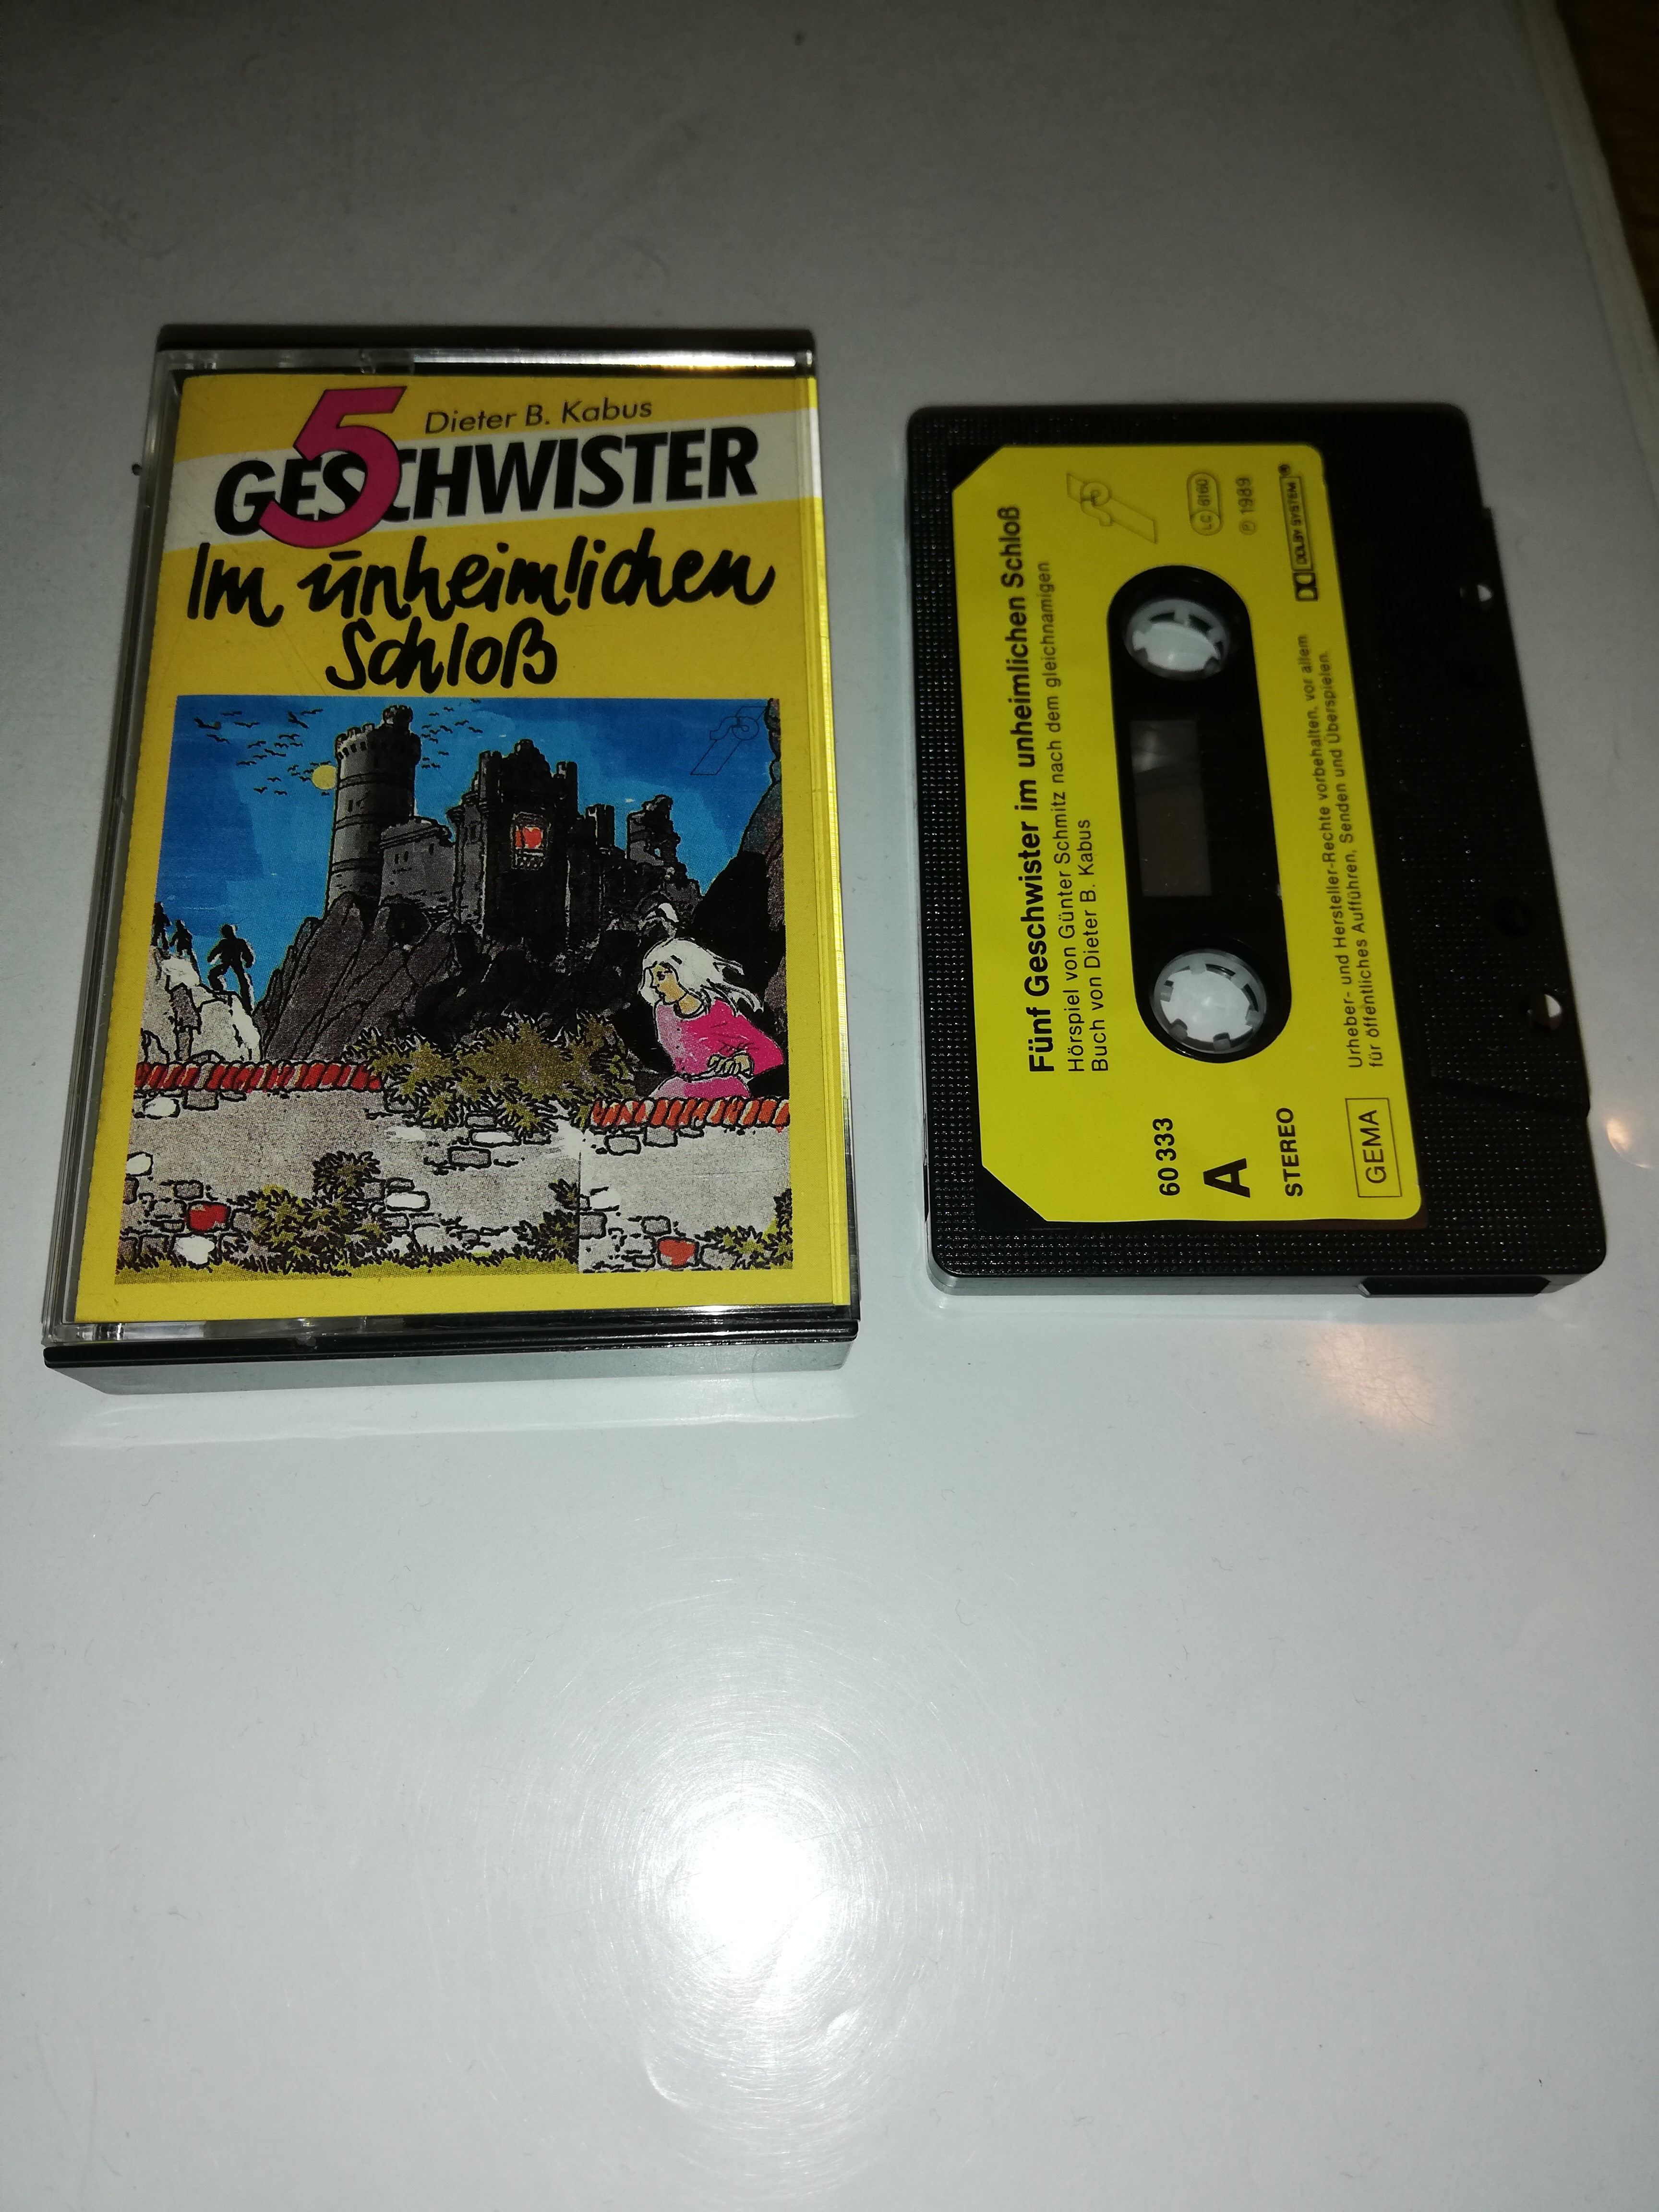 Dieter B. Kabus
5 GESCHWISTER
Im unheimlichen
Schloß
Fünf Geschwister im unheimlichen Schloß
Hörspiel von Günter Schmitz nach dem gleichnamigen
Buch von Dieter B. Kabus
LC 6160
℗ 1989
DOLBY SYSTEM®
60 333
A
STEREO
GEMA
Urheber- und Hersteller-Rechte vorbehalten, vor allem
für öffentliches Aufführen, Senden und Überspielen.